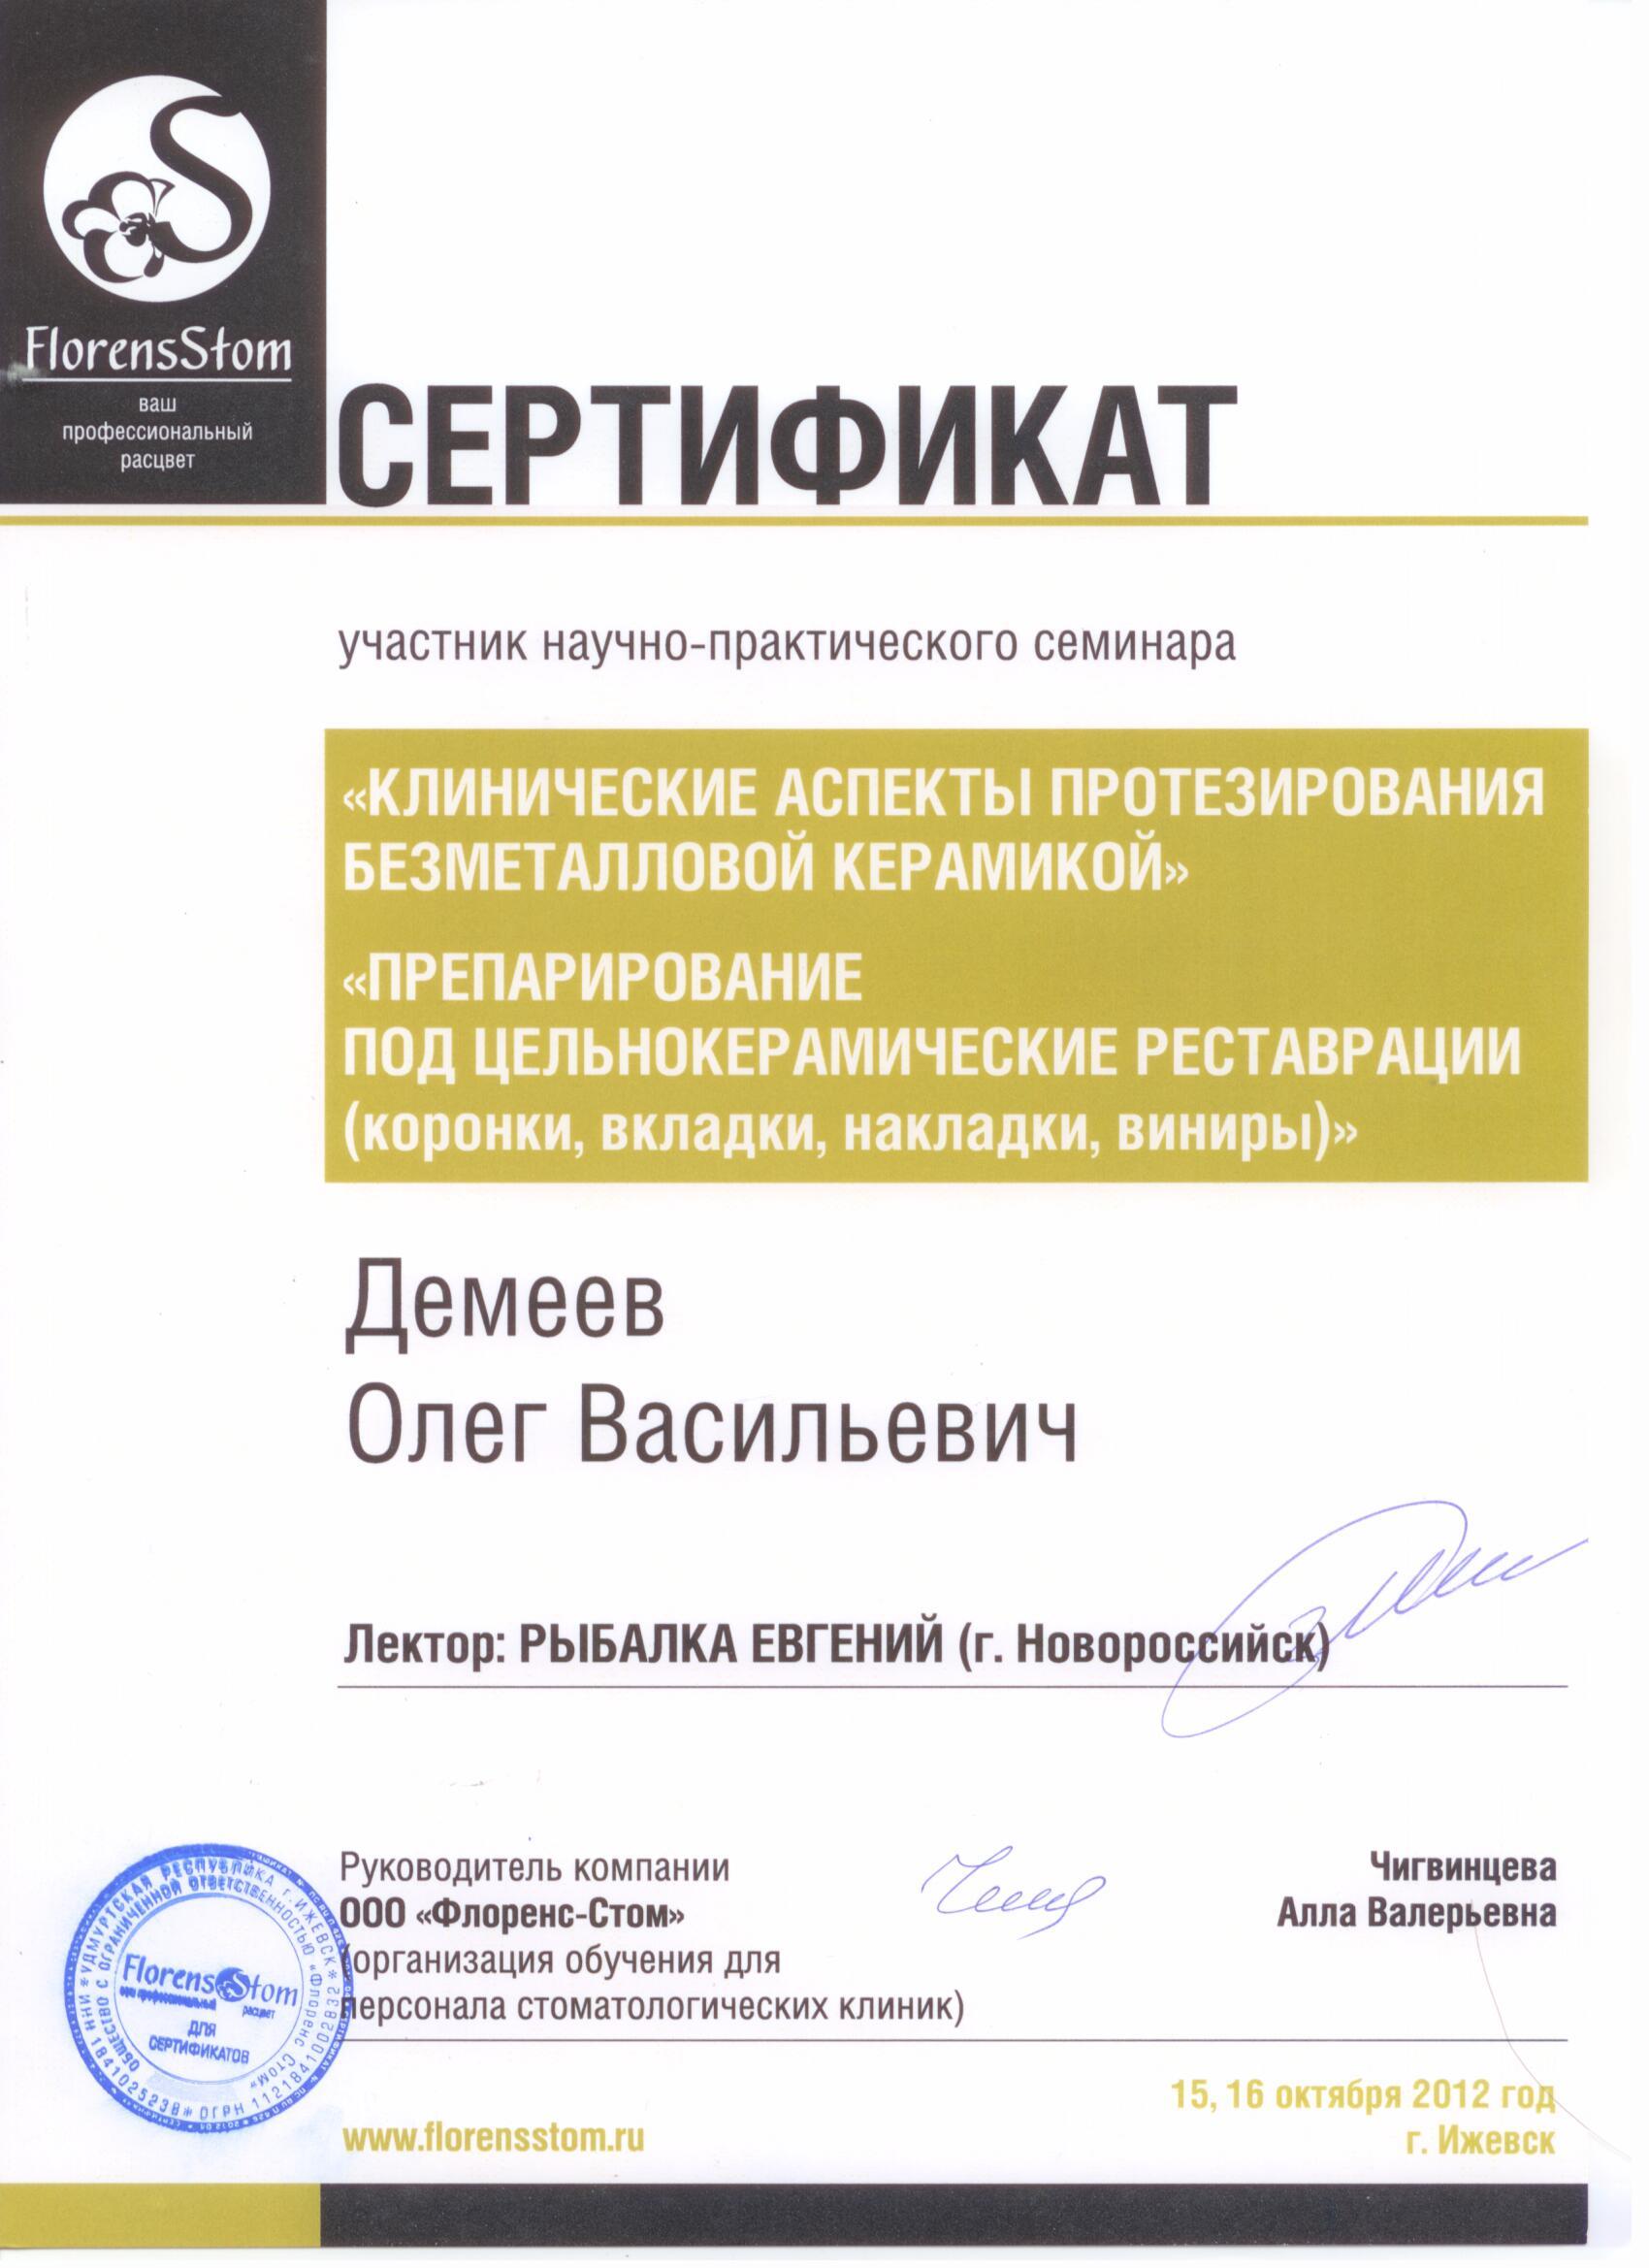 FlorensStom
ваш
профессиональный
расцвет
СЕРТИФИКАТ
участник научно-практического семинара
«КЛИНИЧЕСКИЕ АСПЕКТЫ ПРОТЕЗИРОВАНИЯ
БЕЗМЕТАЛЛОВОЙ КЕРАМИКОЙ»
«ПРЕПАРИРОВАНИЕ
ПОД ЦЕЛЬНОКЕРАМИЧЕСКИЕ РЕСТАВРАЦИИ
(коронки, вкладки, накладки, виниры)»
Демеев
Олег Васильевич
Лектор: РЫБАЛКА ЕВГЕНИЙ (г. Новороссийск)
Руководитель компании
ООО «Флоренс-Стом»
(организация обучения для
персонала стоматологических клиник)
Чигвинцева
Алла Валерьевна
УДМУРТСКАЯ РЕСПУБЛИКА г. ИЖЕВСК
ОБЩЕСТВО С ОГРАНИЧЕННОЙ ОТВЕТСТВЕННОСТЬЮ «Флоренс Стом»
ИНН 1841025238 * ОГРН 1121841002832
FlorensStom
ваш профессиональный
расцвет
ДЛЯ
СЕРТИФИКАТОВ
15, 16 октября 2012 год
г. Ижевск
www.florensstom.ru